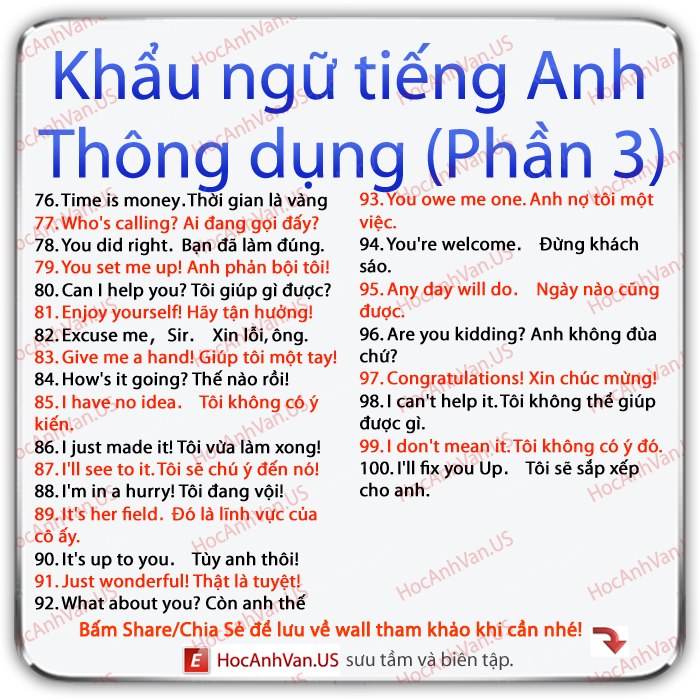 Khẩu ngữ tiếng Anh
Thông dụng (Phần 3)
76. Time is money. Thời gian là vàng
77. Who's calling? Ai đang gọi đấy?
78. You did right. Bạn đã làm đúng.
79. You set me up! Anh phản bội tôi!
80. Can I help you? Tôi giúp gì được?
81. Enjoy yourself! Hãy tận hưởng!
82. Excuse me, Sir. Xin lỗi, ông.
83. Give me a hand! Giúp tôi một tay!
84. How's it going? Thế nào rồi!
85. I have no idea. Tôi không có ý
kiến.
86. I just made it! Tôi vừa làm xong!
87. I'll see to it. Tôi sẽ chú ý đến nó!
88. I'm in a hurry! Tôi đang vội!
89. It's her field. Đó là lĩnh vực của
cô ấy.
90. It's up to you. Tùy anh thôi!
91. Just wonderful! Thật là tuyệt!
92. What about you? Còn anh thế
93. You owe me one. Anh nợ tôi một
việc.
94. You're welcome. Đừng khách
sáo.
95. Any day will do. Ngày nào cũng
được.
96. Are you kidding? Anh không đùa
chứ?
97. Congratulations! Xin chúc mừng!
98. I can't help it. Tôi không thể giúp
được gì.
99. I don't mean it. Tôi không có ý đó.
100. I'll fix you Up. Tôi sẽ sắp xếp
cho anh.
Bấm Share/Chia Sẻ để lưu về wall tham khảo khi cần nhé!
É HocAnhVan.US sưu tầm và biên tập.